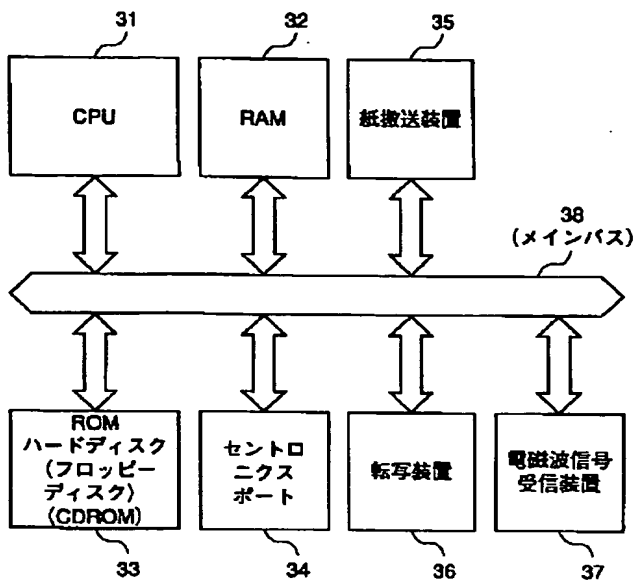 31
32
35
CPU
RAM
紙搬送装置
38
(メインバス)
ROM
ハードディスク
(フロッピー
ディスク)
(CDROM)
セントロ
ニクス
ポート
転写装置
電磁波信号
受信装置
33
34
36
37